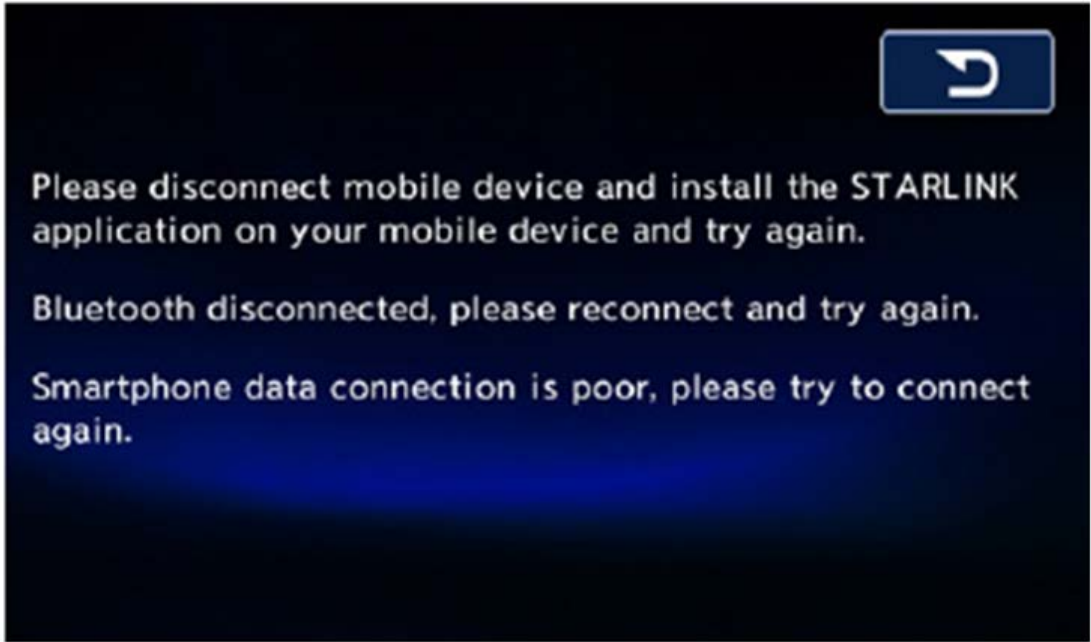 Please disconnect mobile device and install the STARLINK
application on your mobile device and try again.
Bluetooth disconnected, please reconnect and try again.
Smartphone data connection is poor, please try to connect
again.